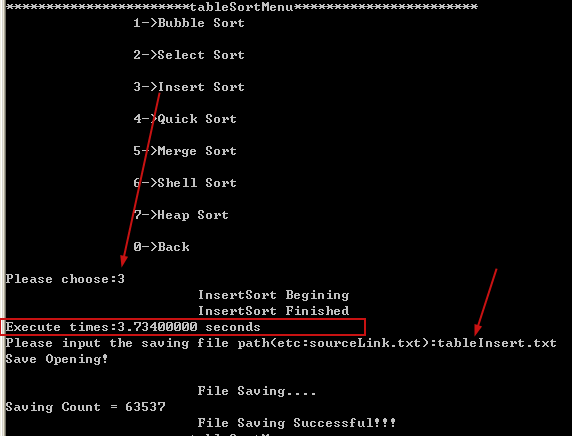 ***********************tableSortMenu***********************
1->Bubble Sort
2->Select Sort
3->Insert Sort
4->Quick Sort
5->Merge Sort
6->Shell Sort
7->Heap Sort
0->Back
Please choose:3
InsertSort Begining
InsertSort Finished
Execute times:3.73400000 seconds
Please input the saving file path(etc:sourceLink.txt):tableInsert.txt
Save Opening!
File Saving....
Saving Count = 63537
File Saving Successful!!!